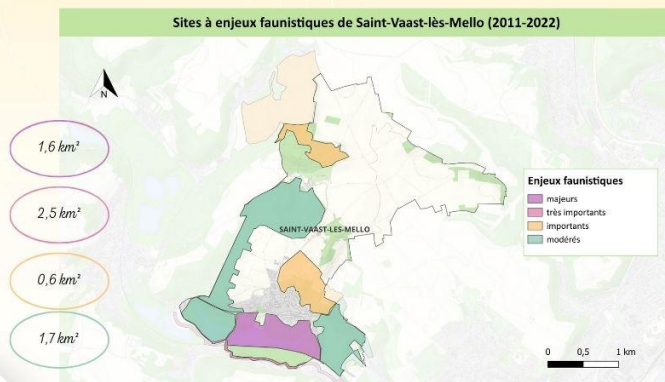 Sites à enjeux faunistiques de Saint-Vaast-lès-Mello (2011-2022)
N
1,6 km²
2,5 km²
0,6 km²
1,7 km²
SAINT-VAAST-LES-MELLO
Enjeux faunistiques
majeurs
très importants
importants
modérés
0 0,5 1 km